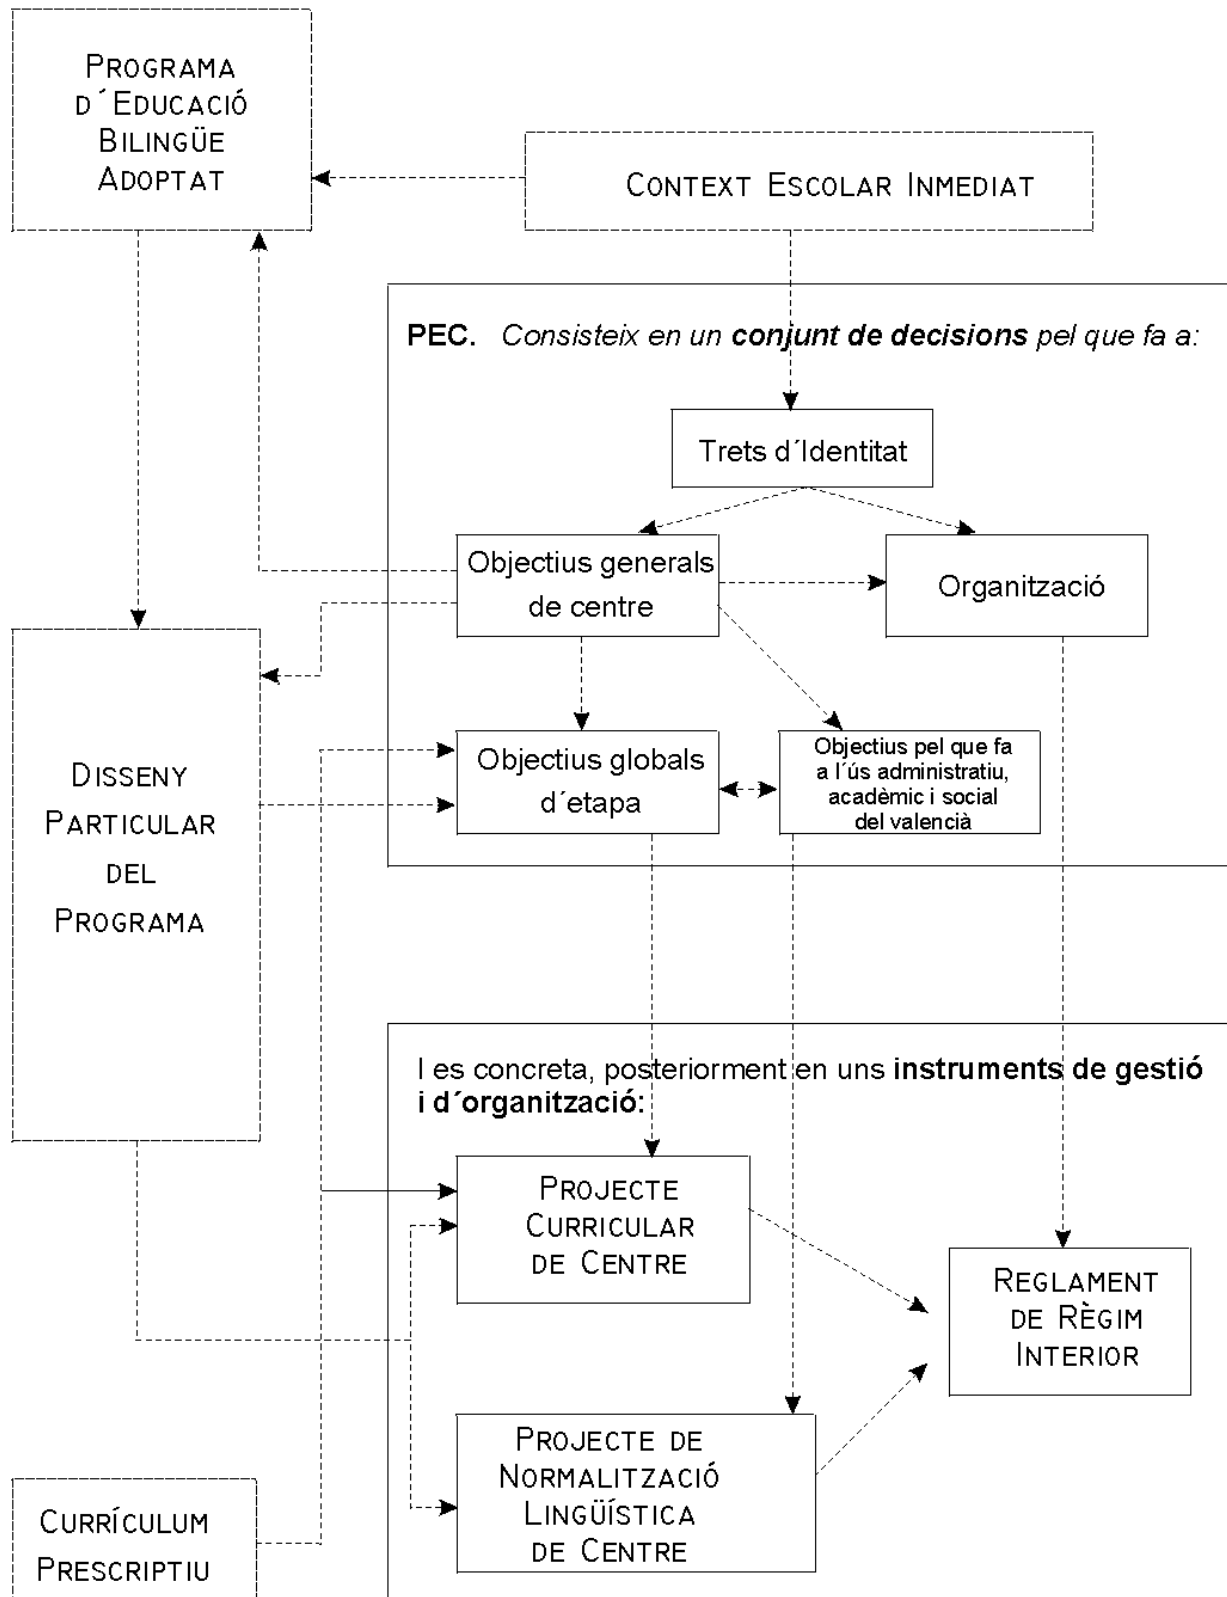 PROGRAMA
D´EDUCACIÓ
BILINGÜE
ADOPTAT
CONTEXT ESCOLAR INMEDIAT
PEC. Consisteix en un conjunt de decisions pel que fa a:
Trets d´Identitat
Objectius generals
de centre
Organització
Objectius globals
d´etapa
Objectius pel que fa
a l´ús administratiu,
acadèmic i social
del valencià
DISSENY
PARTICULAR
DEL
PROGRAMA
I es concreta, posteriorment en uns instruments de gestió
i d´organització:
PROJECTE
CURRICULAR
DE CENTRE
REGLAMENT
DE RÈGIM
INTERIOR
PROJECTE DE
NORMALITZACIÓ
LINGÜÍSTICA
DE CENTRE
CURRÍCULUM
PRESCRIPTIU